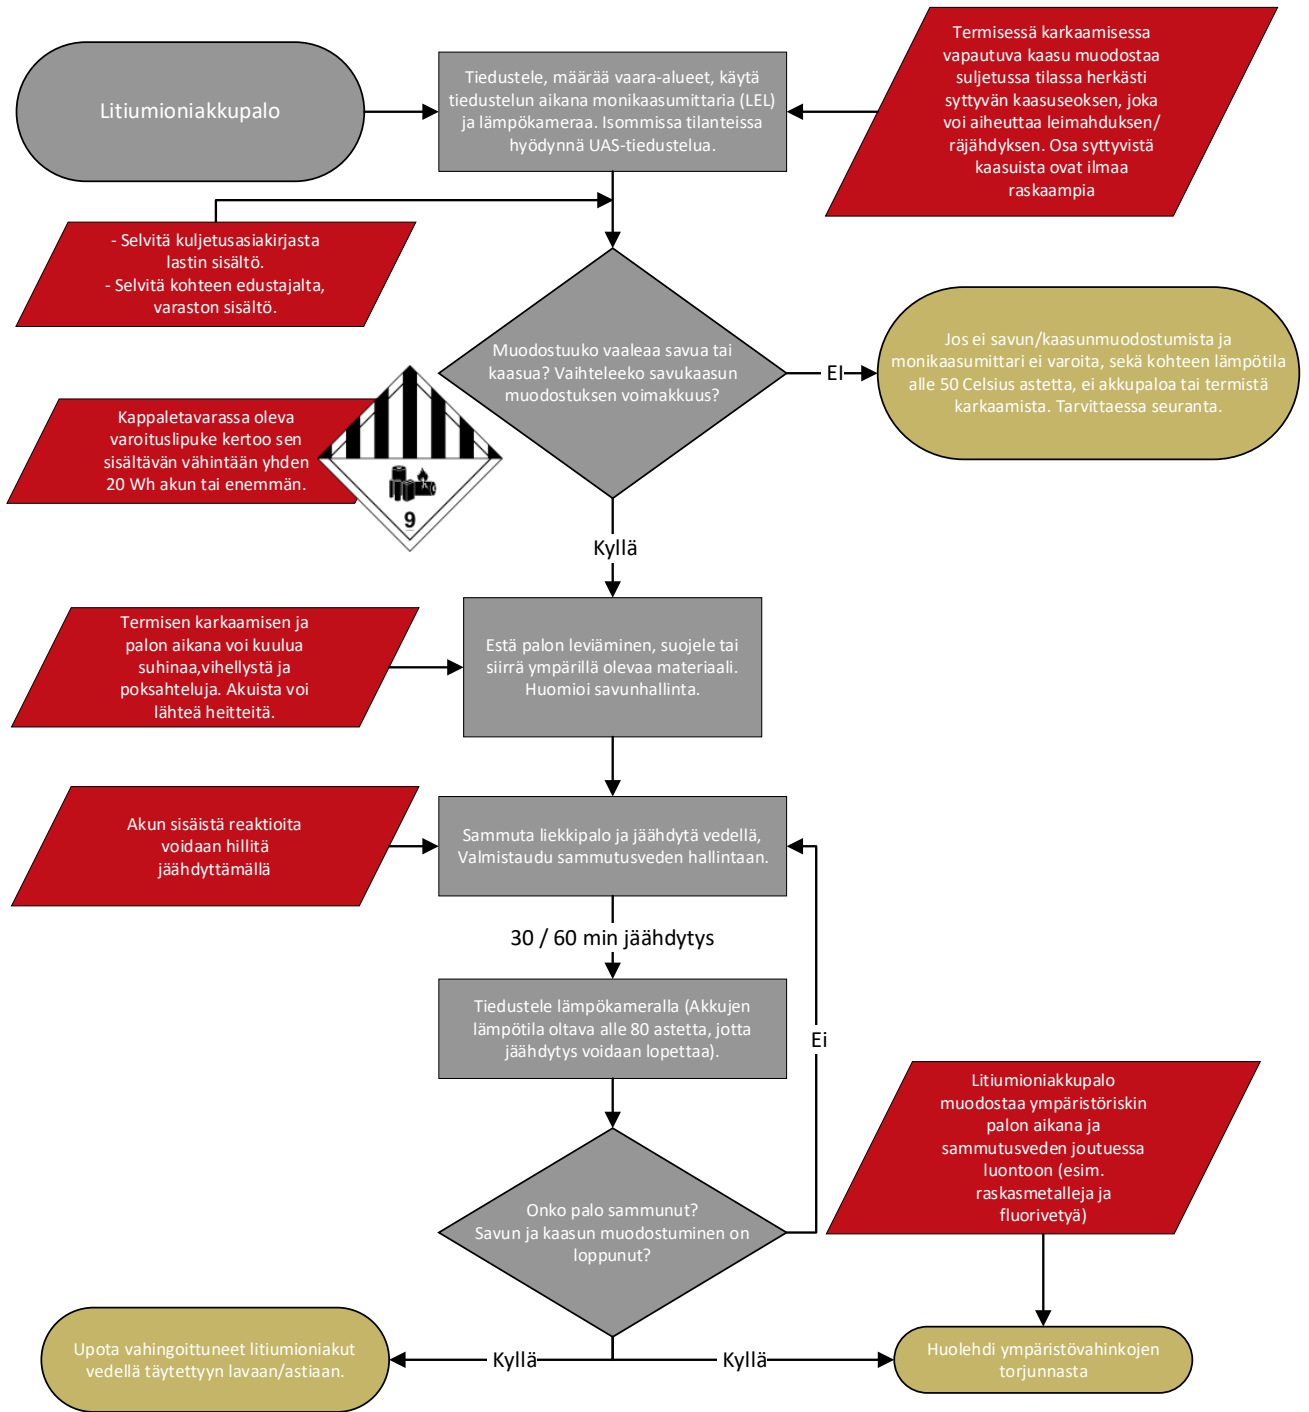 Litiumioniakkupalo
Tiedustele, määrää vaara-alueet, käytä
tiedustelun aikana monikaasumittaria (LEL)
ja lämpökameraa. Isommissa tilanteissa
hyödynnä UAS-tiedustelua.
Termisessä karkaamisessa
vapautuva kaasu muodostaa
suljetussa tilassa herkästi
syttyvän kaasuseoksen, joka
voi aiheuttaa leimahduksen/
räjähdyksen. Osa syttyvistä
kaasuista ovat ilmaa
raskaampia
- Selvitä kuljetusasiakirjasta
lastin sisältö.
- Selvitä kohteen edustajalta,
varaston sisältö.
Muodostuuko vaaleaa savua tai
kaasua? Vaihteleeko savukaasun
muodostuksen voimakkuus?
EI
Jos ei savun/kaasunmuodostumista ja
monikaasumittari ei varoita, sekä kohteen lämpötila
alle 50 Celsius astetta, ei akkupaloa tai termistä
karkaamista. Tarvittaessa seuranta.
Kappaletavarassa oleva
varoituslipuke kertoo sen
sisältävän vähintään yhden
20 Wh akun tai enemmän.
9
Kyllä
Termisen karkaamisen ja
palon aikana voi kuulua
suhinaa,vihellystä ja
poksahteluja. Akuista voi
lähteä heitteitä.
Estä palon leviäminen, suojele tai
siirrä ympärillä olevaa materiaali.
Huomioi savunhallinta.
Akun sisäistä reaktioita
voidaan hillitä
jäähdyttämällä
Sammuta liekkipalo ja jäähdytä vedellä,
Valmistaudu sammutusveden hallintaan.
30 / 60 min jäähdytys
Tiedustele lämpökameralla (Akkujen
lämpötila oltava alle 80 astetta, jotta
jäähdytys voidaan lopettaa).
Ei
Litiumioniakkupalo
muodostaa ympäristöriskin
palon aikana ja
sammutusveden joutuessa
luontoon (esim.
raskasmetalleja ja
fluorivetyä)
Onko palo sammunut?
Savun ja kaasun muodostuminen on
loppunut?
Upota vahingoittuneet litiumioniakut
vedellä täytettyyn lavaan/astiaan.
Kyllä
Kyllä
Huolehdi ympäristövahinkojen
torjunnasta